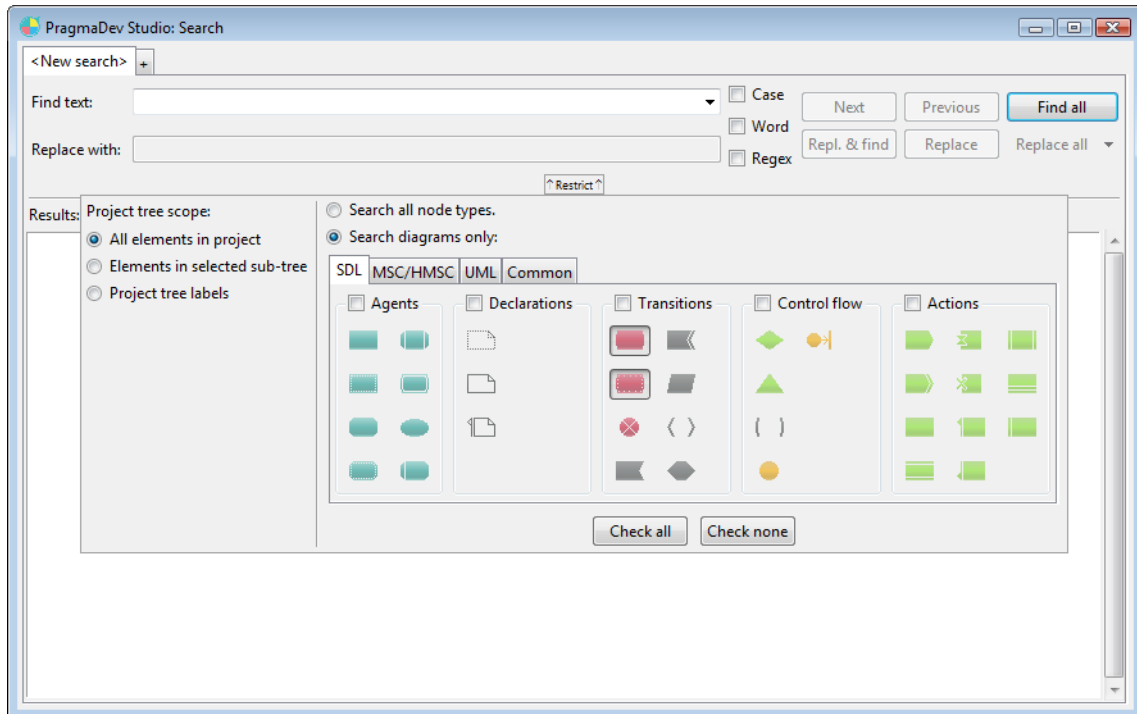 PragmaDev Studio: Search
<New search> +
Find text:
Case
Next
Previous
Find all
Word
Replace with:
Repl. & find
Replace
Replace all
Regex
^ Restrict ^
Results:
Project tree scope:
All elements in project
Elements in selected sub-tree
Project tree labels
Search all node types.
Search diagrams only:
SDL MSC/HMSC UML Common
Agents
Declarations
Transitions
Control flow
Actions
Check all
Check none